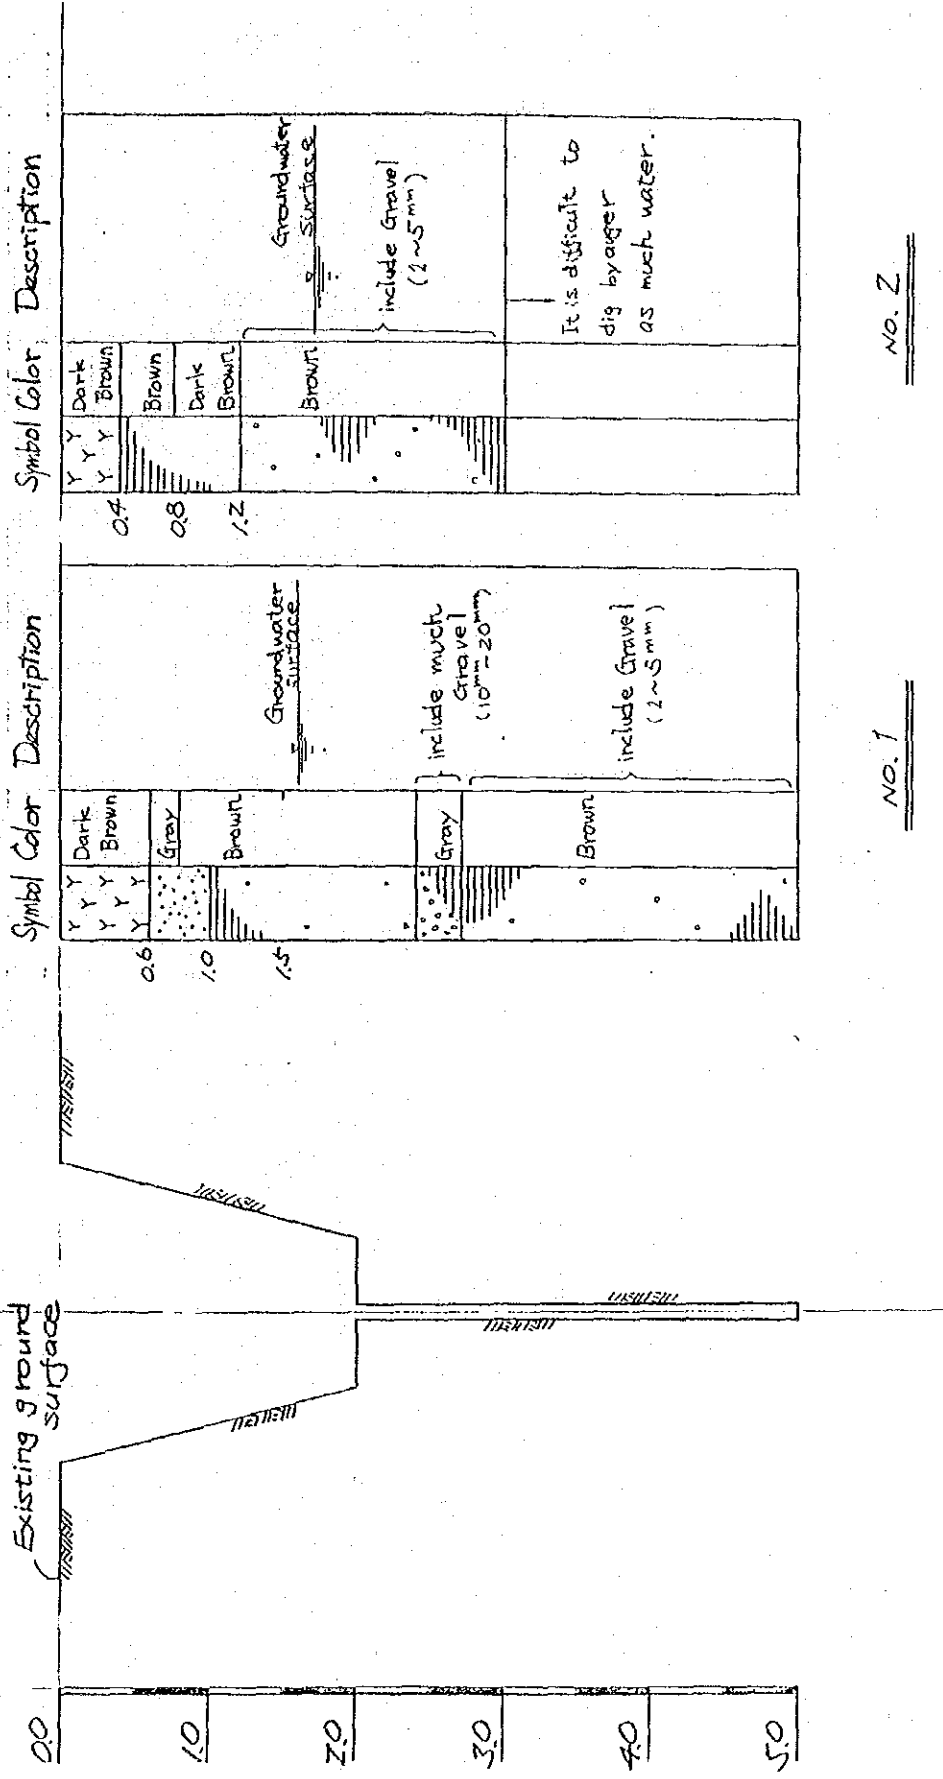 Existing ground
surface
0.0
1.0
2.0
3.0
4.0
5.0
Symbol Color Description
Dark
Brown
Gray
Brown
Gray
Brown
Y Y Y
Y Y Y
Y Y Y
0.6
1.0
1.5
Groundwater
surface
include much
Gravel
(10mm~20mm)
include Gravel
(2~5mm)
NO. 1
Symbol Color Description
Dark
Brown
Brown
Dark
Brown
Brown
Y Y Y
Y Y
Y Y Y
0.4
0.8
1.2
Groundwater
surface
include Gravel
(2~5mm)
It is difficult to
dig by auger
as much water.
NO. 2